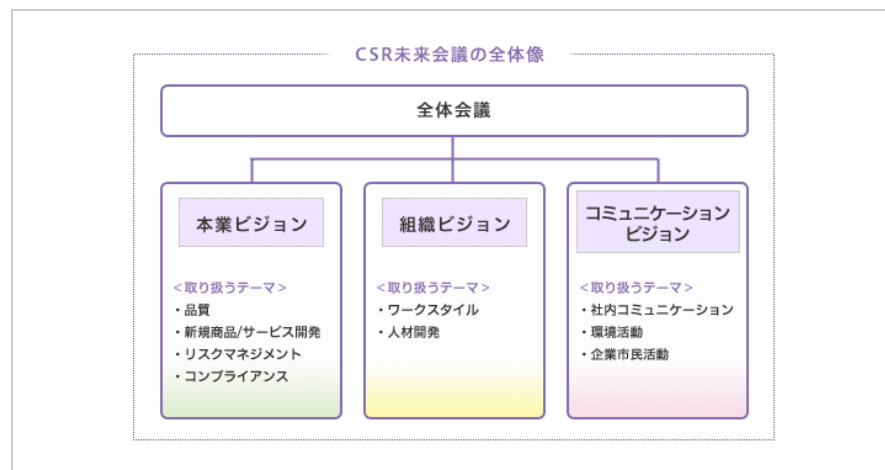 CSR未来会議の全体像
全体会議
本業ビジョン
<取り扱うテーマ>
・品質
・新規商品/サービス開発
・リスクマネジメント
・コンプライアンス
組織ビジョン
<取り扱うテーマ>
・ワークスタイル
・人材開発
コミュニケーション
ビジョン
<取り扱うテーマ>
・社内コミュニケーション
・環境活動
・企業市民活動